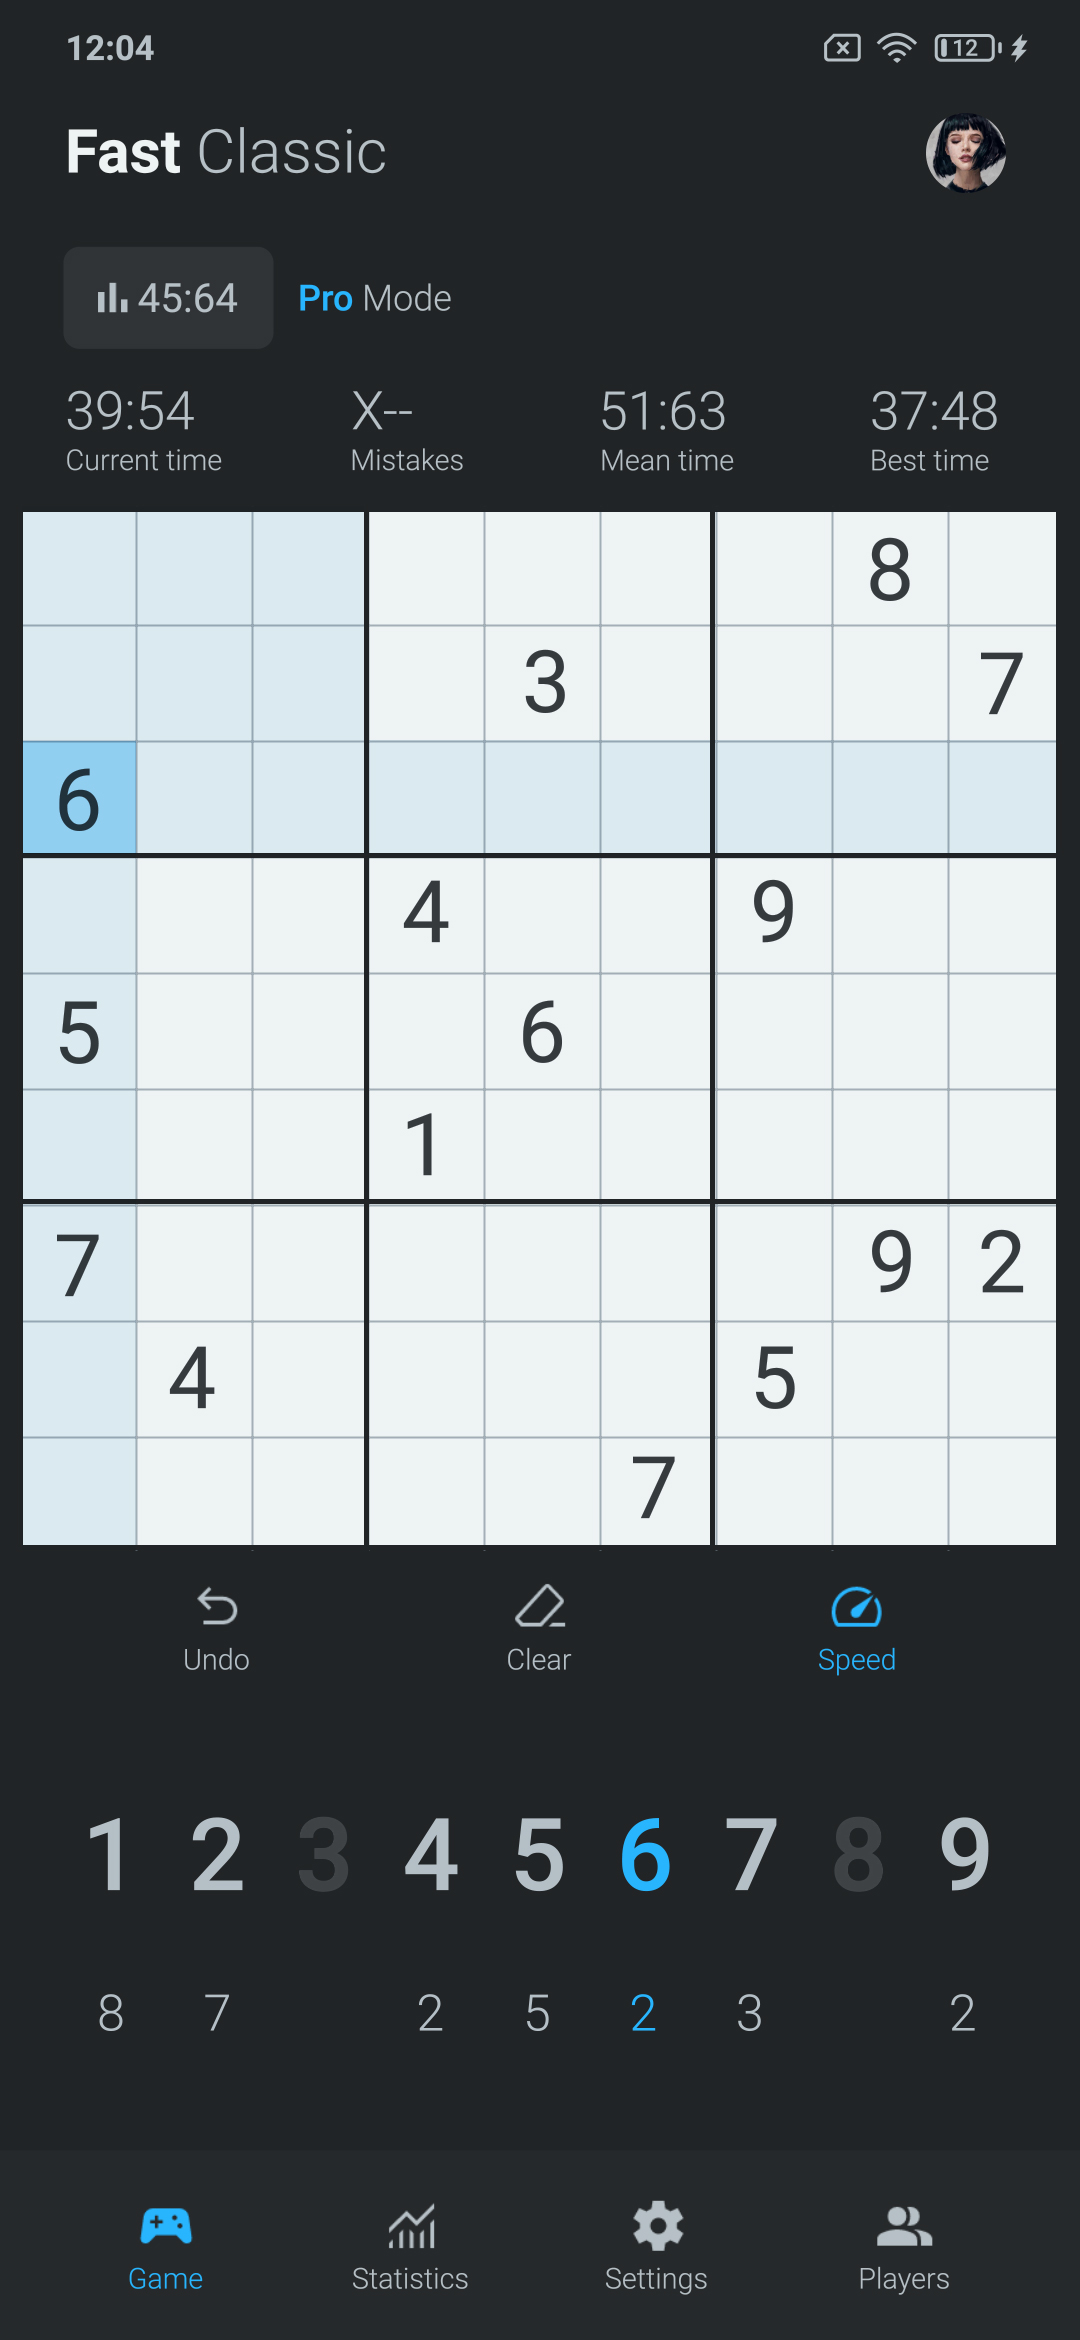 12:04
12
Fast Classic
45:64 Pro Mode
39:54 X-- 51:63 37:48
Current time Mistakes Mean time Best time
8
3 7
6
4 9
5 6
1
7 9 2
4 5
7
Undo Clear Speed
1 2 3 4 5 6 7 8 9
8 7 2 5 2 3 2
Game Statistics Settings Players